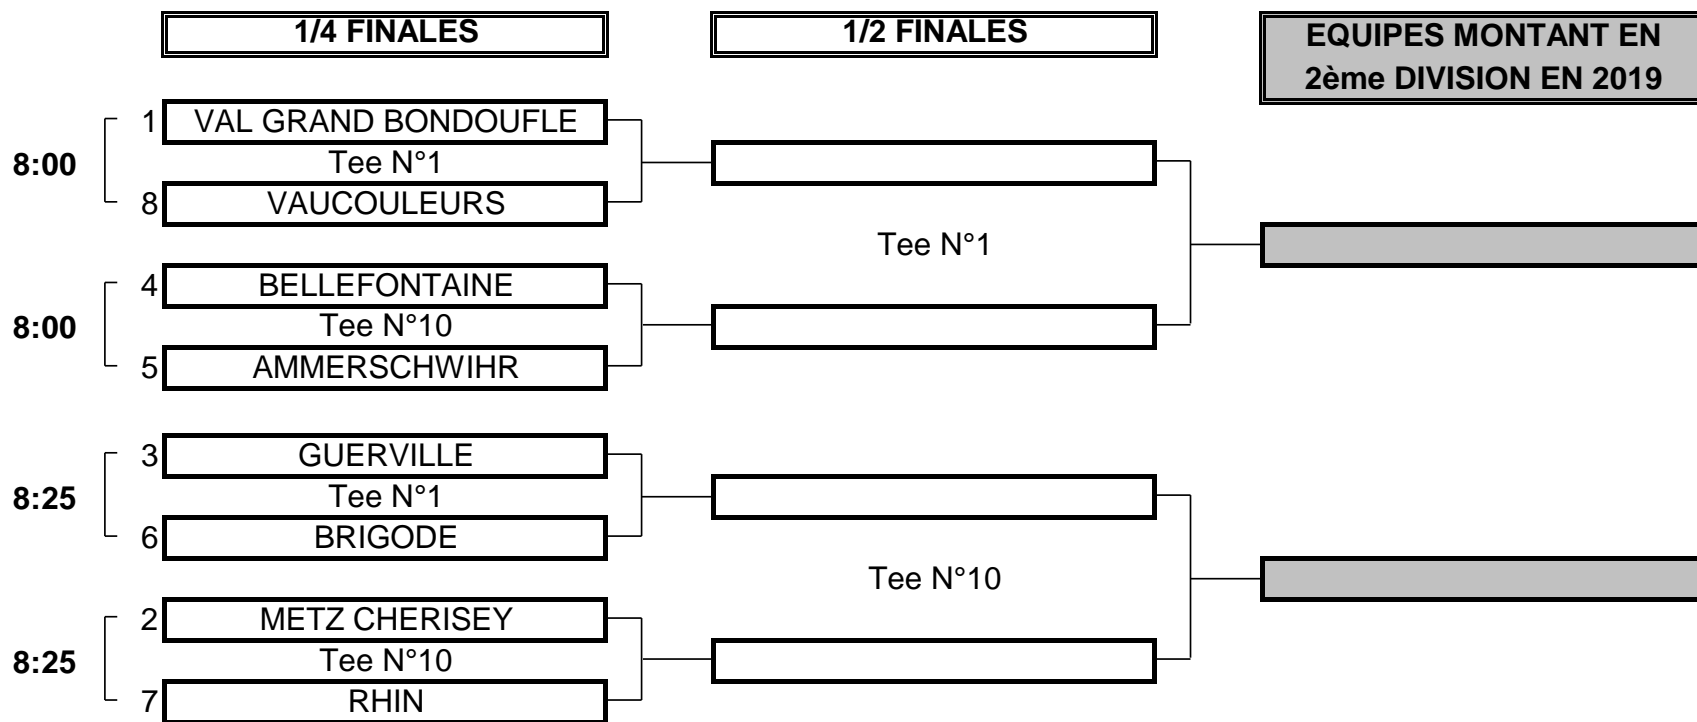 1/4 FINALES
1/2 FINALES
EQUIPES MONTANT EN
2ème DIVISION EN 2019
8:00
1 VAL GRAND BONDOUFLE
Tee N°1
8 VAUCOULEURS
Tee N°1
8:00
4 BELLEFONTAINE
Tee N°10
5 AMMERSCHWIHR
8:25
3 GUERVILLE
Tee N°1
6 BRIGODE
Tee N°10
8:25
2 METZ CHERISEY
Tee N°10
7 RHIN